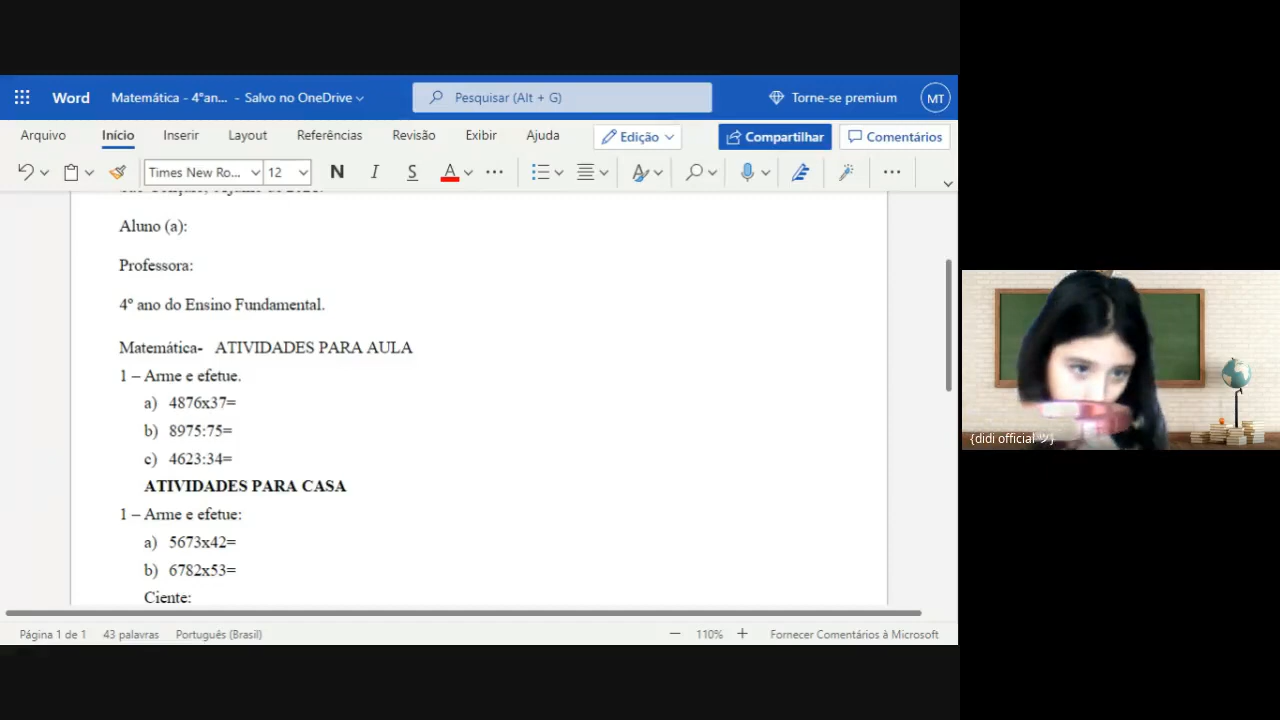 Word Matemática - 4°an... - Salvo no OneDrive Pesquisar (Alt + G) Torne-se premium MT
Arquivo Início Inserir Layout Referências Revisão Exibir Ajuda Edição Compartilhar Comentários
Times New Ro... 12 N I S A
Aluno (a):
Professora:
4º ano do Ensino Fundamental.
Matemática- ATIVIDADES PARA AULA
1 – Arme e efetue.
a) 4876x37=
b) 8975:75=
c) 4623:34=
ATIVIDADES PARA CASA
1 – Arme e efetue:
a) 5673x42=
b) 6782x53=
Ciente:
Página 1 de 1 43 palavras Português (Brasil) 110% Fornecer Comentários à Microsoft
{didi official ツ}